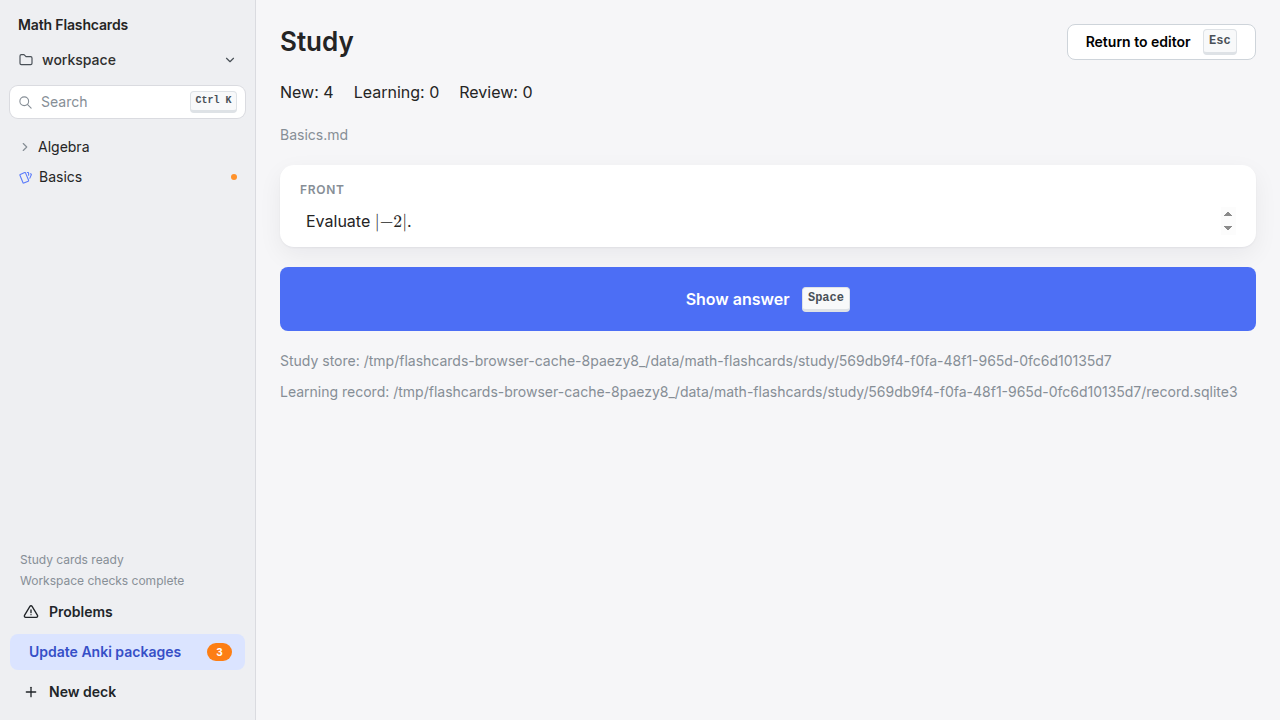 Math Flashcards
workspace
Search Ctrl K
Algebra
Basics
Study cards ready
Workspace checks complete
Problems
Update Anki packages 3
New deck
Study
Return to editor Esc
New: 4 Learning: 0 Review: 0
Basics.md
FRONT
Evaluate |−2|.
Show answer Space
Study store: /tmp/flashcards-browser-cache-8paezy8_/data/math-flashcards/study/569db9f4-f0fa-48f1-965d-0fc6d10135d7
Learning record: /tmp/flashcards-browser-cache-8paezy8_/data/math-flashcards/study/569db9f4-f0fa-48f1-965d-0fc6d10135d7/record.sqlite3